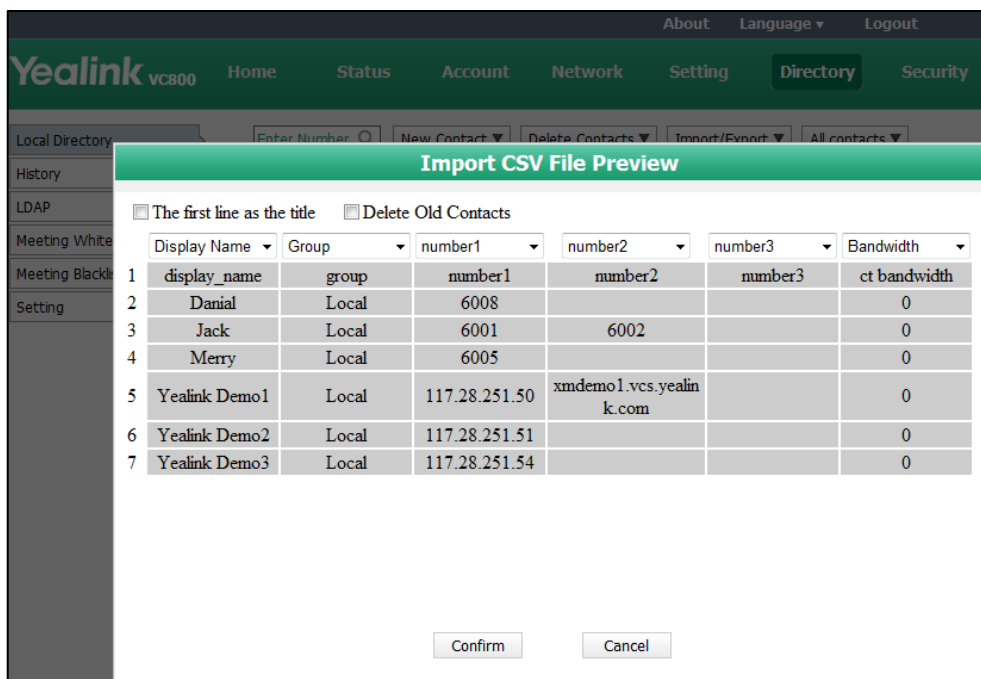 About Language ▾ Logout
Yealink VC800 Home Status Account Network Setting Directory Security
Local Directory Enter Number New Contact ▼ Delete Contacts ▼ Import/Export ▼ All contacts ▼
Import CSV File Preview
History
LDAP
Meeting White
Meeting Blackli
Setting
The first line as the title Delete Old Contacts
Display Name Group number1 number2 number3 Bandwidth
1 display_name group number1 number2 number3 ct bandwidth
2 Danial Local 6008 0
3 Jack Local 6001 6002 0
4 Merry Local 6005 0
5 Yealink Demo1 Local 117.28.251.50 xmdemo1.vcs.yealin
k.com 0
6 Yealink Demo2 Local 117.28.251.51 0
7 Yealink Demo3 Local 117.28.251.54 0
Confirm Cancel